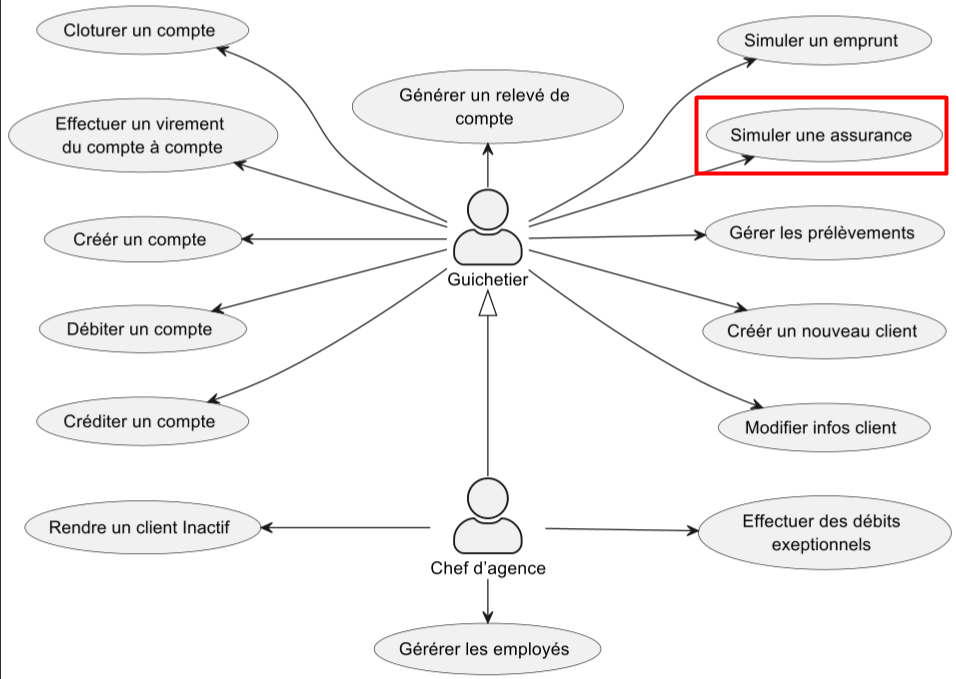 Cloturer un compte
Simuler un emprunt
Générer un relevé de
compte
Effectuer un virement
du compte à compte
Simuler une assurance
Créér un compte
Gérer les prélèvements
Guichetier
Débiter un compte
Créér un nouveau client
Créditer un compte
Modifier infos client
Rendre un client Inactif
Effectuer des débits
exeptionnels
Chef d'agence
Gérérer les employés